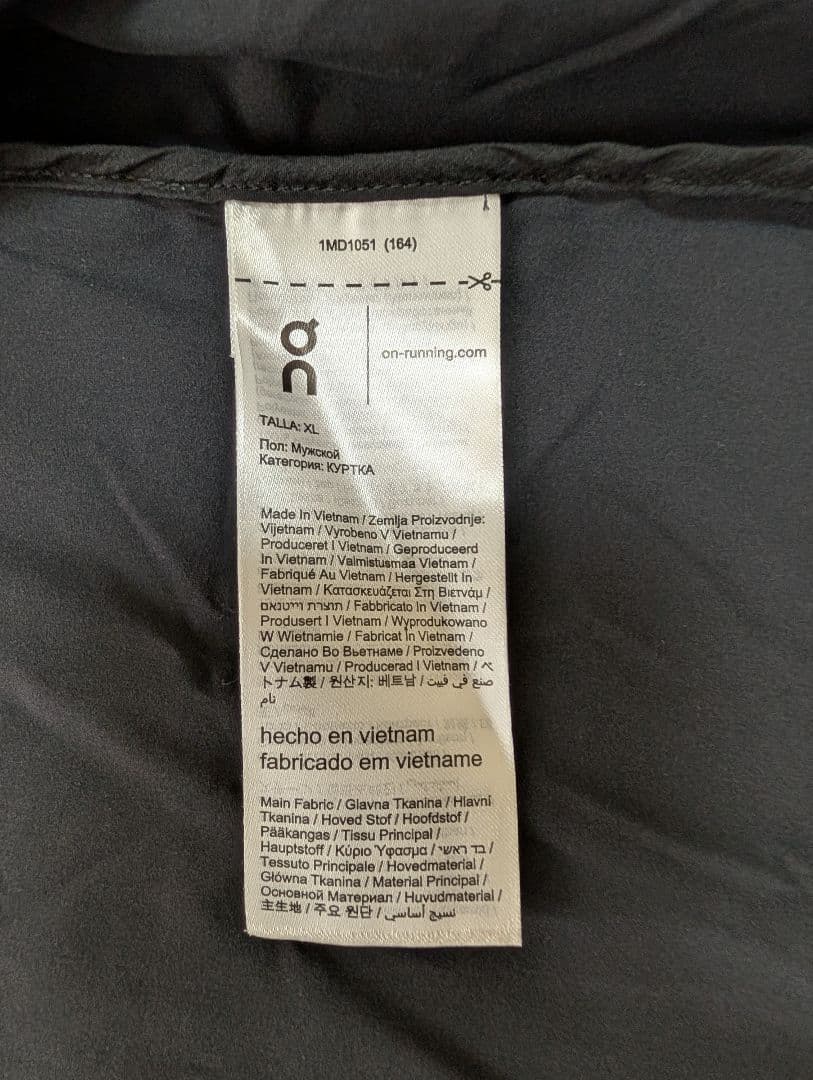 1MD1051 (164)
on-running.com
TALLA: XL
Пол: Мужской
Категория: КУРТКА
Made In Vietnam / Zemlja Proizvodnje:
Vijetnam / Vyrobeno V Vietnamu /
Produceret I Vietnam / Geproduceerd
In Vietnam / Valmistusmaa Vietnam /
Fabriqué Au Vietnam / Hergestellt In
Vietnam / Κατασκευάζεται Στη Βιετνάμ /
תוצרת וייטנאם / Fabbricato In Vietnam /
Produsert I Vietnam / Wyprodukowano
W Wietnamie / Fabricat În Vietnam /
Сделано Во Вьетнаме / Proizvedeno
V Vietnamu / Producerad I Vietnam / ベ
トナム製 / 원산지: 베트남 / صنع في فييت
نام
hecho en vietnam
fabricado em vietname
Main Fabric / Glavna Tkanina / Hlavní
Tkanina / Hoved Stof / Hoofdstof /
Pääkangas / Tissu Principal /
Hauptstoff / Κύριο Ύφασμα / בד ראשי /
Tessuto Principale / Hovedmaterial /
Główna Tkanina / Material Principal /
Основной Материал / Huvudmaterial /
主生地 / 주요 원단 / نسيج أساسي